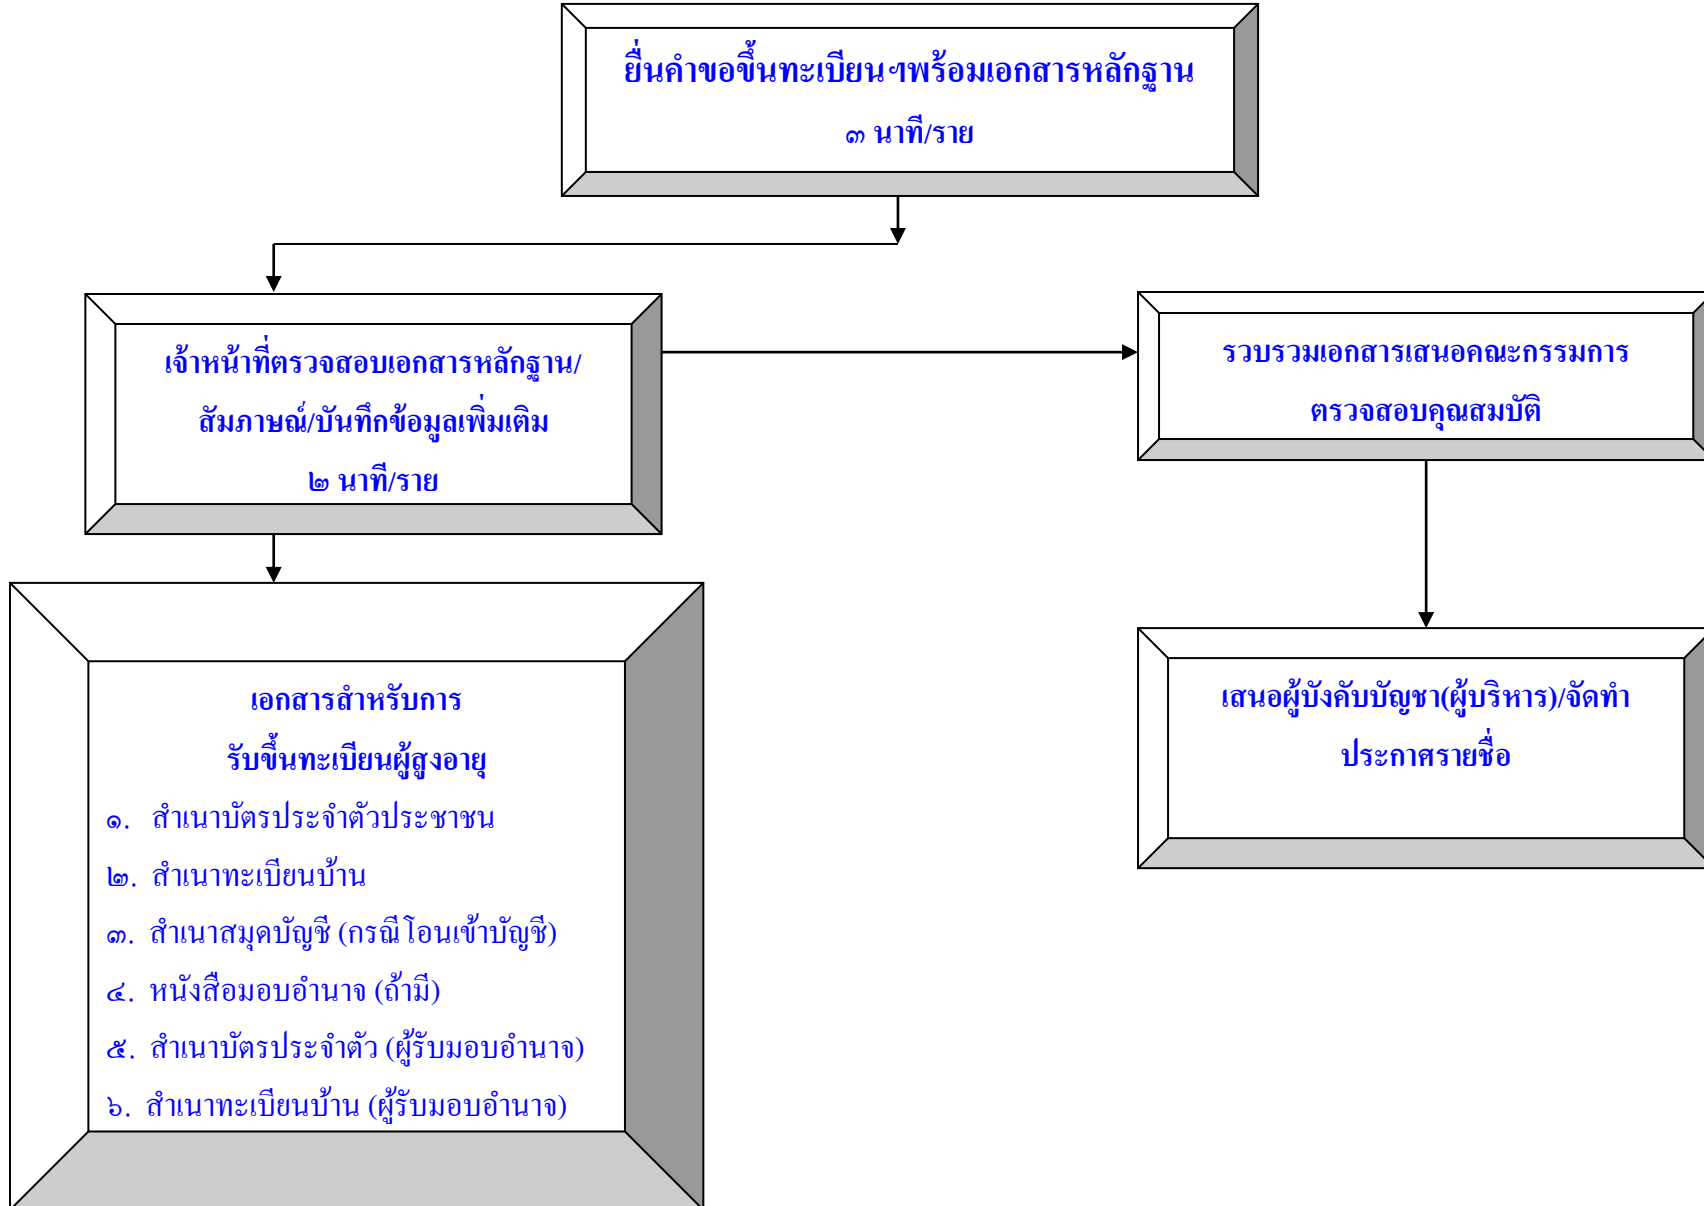 ยื่นคำขอขึ้นทะเบียนฯพร้อมเอกสารหลักฐาน
๓ นาที/ราย
เจ้าหน้าที่ตรวจสอบเอกสารหลักฐาน/
สัมภาษณ์/บันทึกข้อมูลเพิ่มเติม
๒ นาที/ราย
รวบรวมเอกสารเสนอคณะกรรมการ
ตรวจสอบคุณสมบัติ
เอกสารสำหรับการ
รับขึ้นทะเบียนผู้สูงอายุ
๑. สำเนาบัตรประจำตัวประชาชน
๒. สำเนาทะเบียนบ้าน
๓. สำเนาสมุดบัญชี (กรณีโอนเข้าบัญชี)
๔. หนังสือมอบอำนาจ (ถ้ามี)
๕. สำเนาบัตรประจำตัว (ผู้รับมอบอำนาจ)
๖. สำเนาทะเบียนบ้าน (ผู้รับมอบอำนาจ)
เสนอผู้บังคับบัญชา(ผู้บริหาร)/จัดทำ
ประกาศรายชื่อ